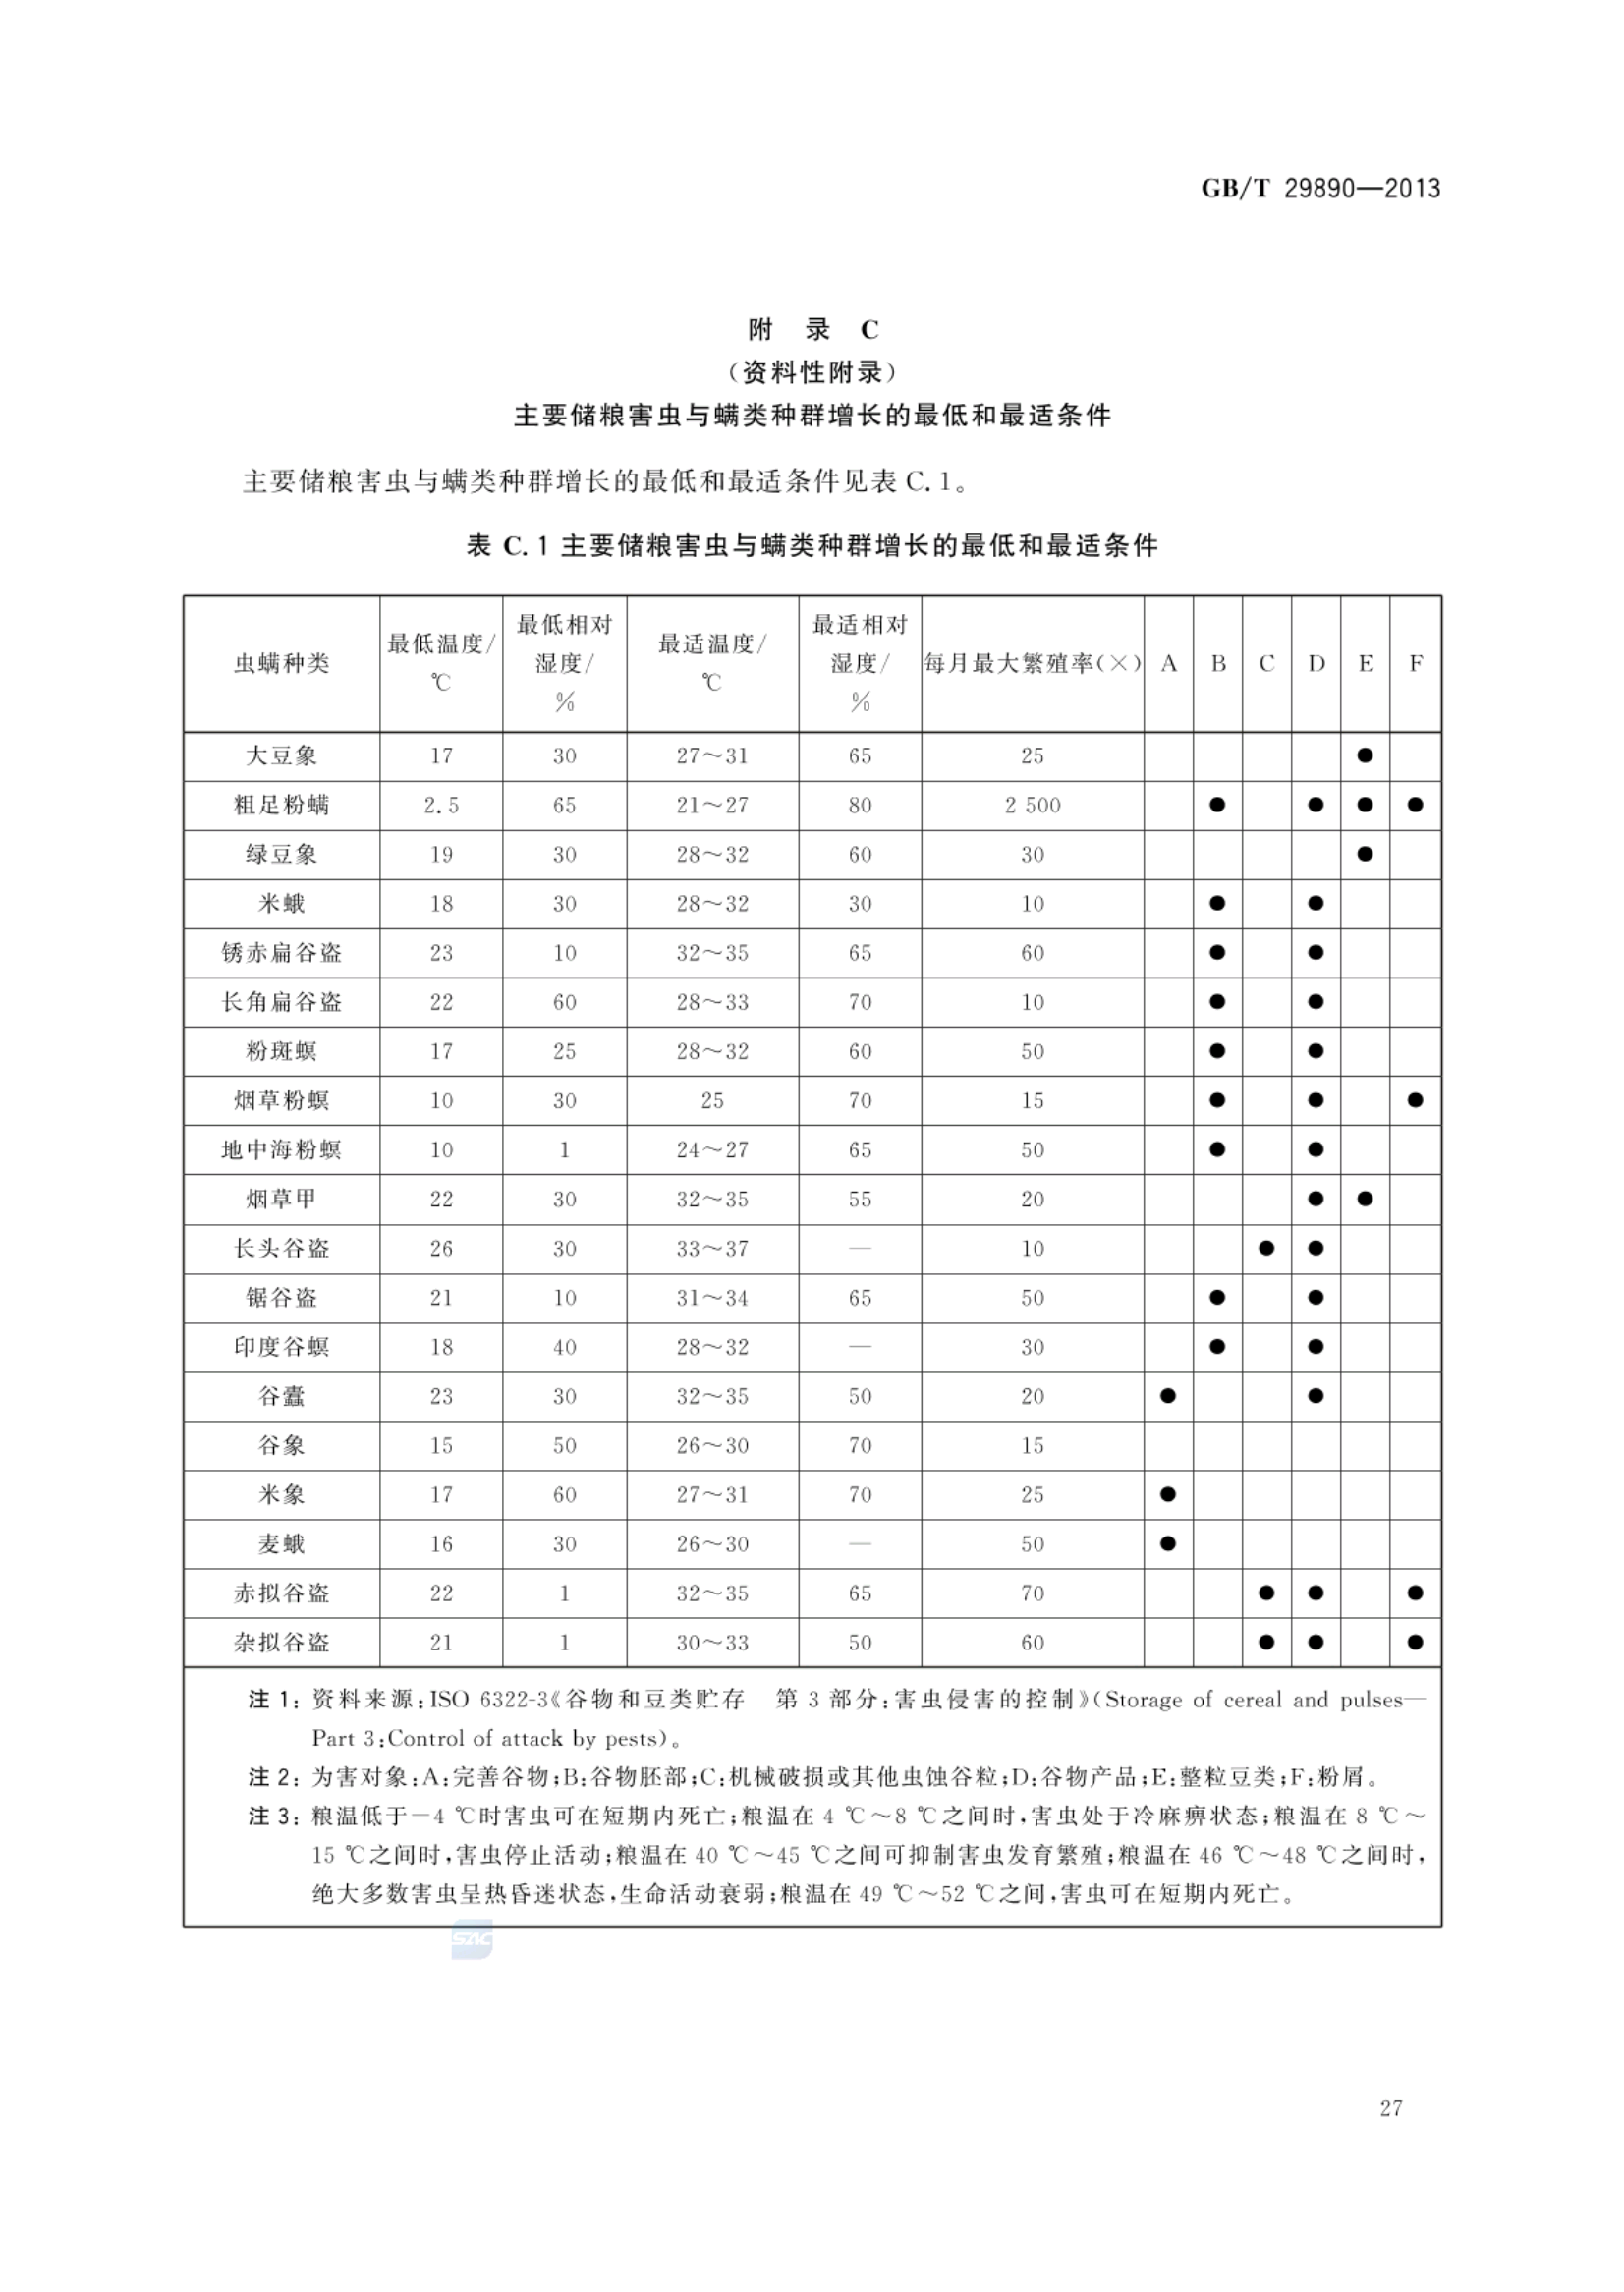 GB/T 29890—2013
附 录 C
（资料性附录）
主要储粮害虫与螨类种群增长的最低和最适条件
主要储粮害虫与螨类种群增长的最低和最适条件见表 C.1。
表 C.1 主要储粮害虫与螨类种群增长的最低和最适条件
虫螨种类 最低温度/℃ 最低相对湿度/% 最适温度/℃ 最适相对湿度/% 每月最大繁殖率(×) A B C D E F
大豆象 17 30 27～31 65 25 ●
粗足粉螨 2.5 65 21～27 80 2 500 ● ● ● ●
绿豆象 19 30 28～32 60 30 ●
米蛾 18 30 28～32 30 10 ● ●
锈赤扁谷盗 23 10 32～35 65 60 ● ●
长角扁谷盗 22 60 28～33 70 10 ● ●
粉斑螟 17 25 28～32 60 50 ● ●
烟草粉螟 10 30 25 70 15 ● ● ●
地中海粉螟 10 1 24～27 65 50 ● ●
烟草甲 22 30 32～35 55 20 ● ●
长头谷盗 26 30 33～37 — 10 ● ●
锯谷盗 21 10 31～34 65 50 ● ●
印度谷螟 18 40 28～32 — 30 ● ●
谷蠹 23 30 32～35 50 20 ● ●
谷象 15 50 26～30 70 15
米象 17 60 27～31 70 25 ●
麦蛾 16 30 26～30 — 50 ●
赤拟谷盗 22 1 32～35 65 70 ● ● ●
杂拟谷盗 21 1 30～33 50 60 ● ● ●
注 1：资料来源：ISO 6322-3《谷物和豆类贮存 第 3 部分：害虫侵害的控制》(Storage of cereal and pulses—
Part 3:Control of attack by pests)。
注 2：为害对象：A：完善谷物；B：谷物胚部；C：机械破损或其他虫蚀谷粒；D：谷物产品；E：整粒豆类；F：粉屑。
注 3：粮温低于－4 ℃时害虫可在短期内死亡；粮温在 4 ℃～8 ℃之间时，害虫处于冷麻痹状态；粮温在 8 ℃～
15 ℃之间时，害虫停止活动；粮温在 40 ℃～45 ℃之间可抑制害虫发育繁殖；粮温在 46 ℃～48 ℃之间时，
绝大多数害虫呈热昏迷状态，生命活动衰弱；粮温在 49 ℃～52 ℃之间，害虫可在短期内死亡。
SAC
27